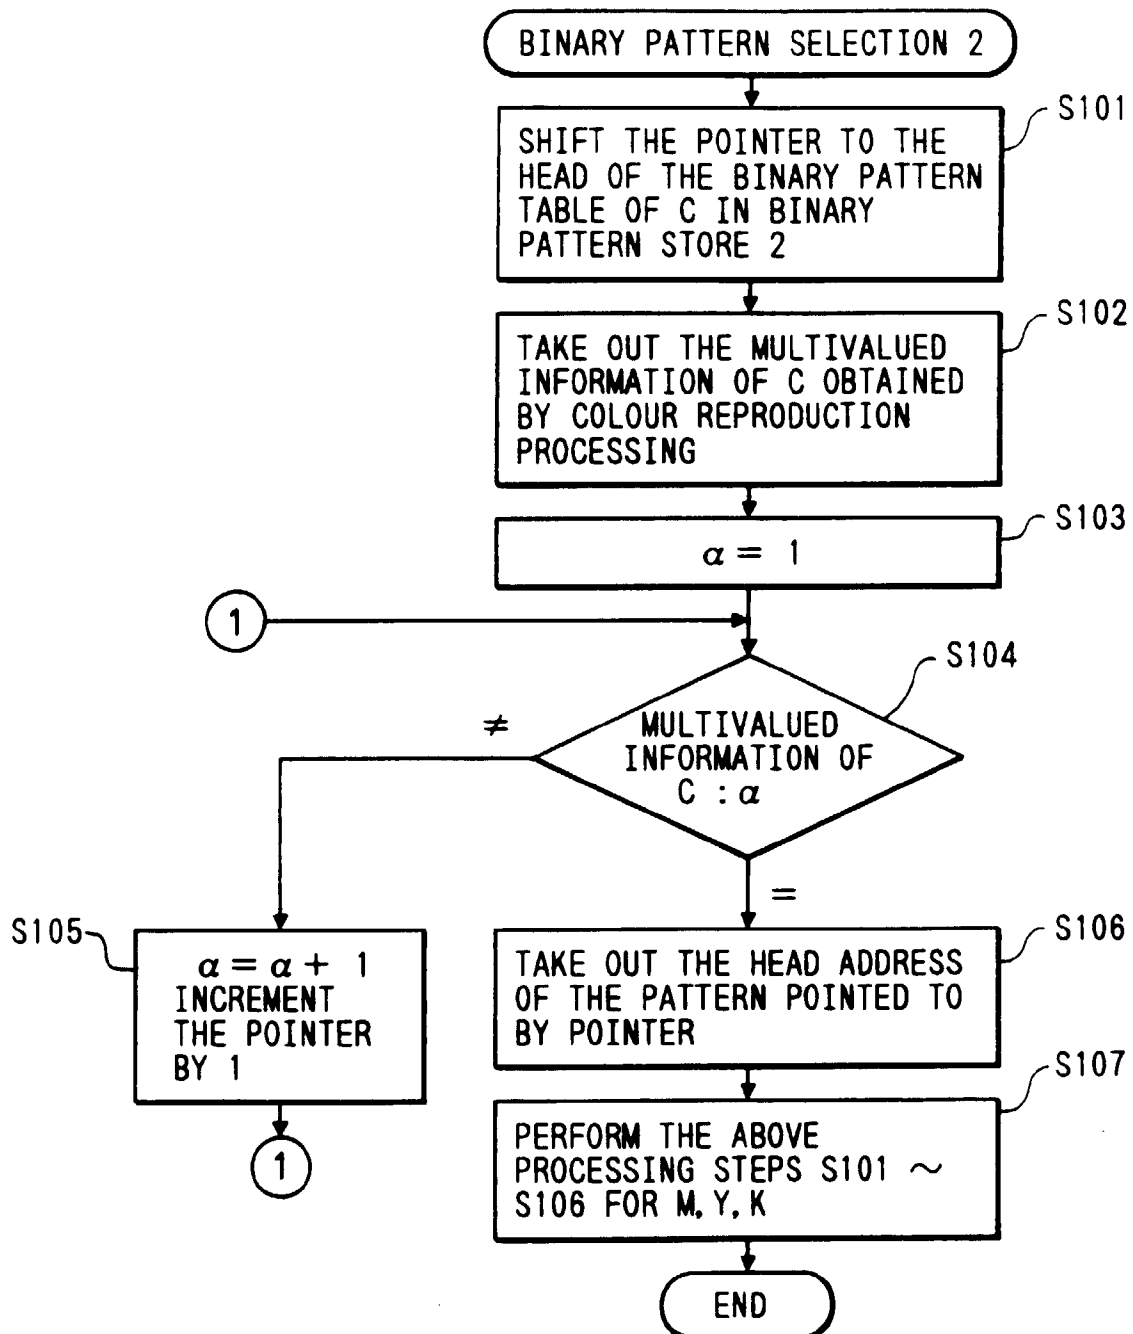 BINARY PATTERN SELECTION 2
S101
SHIFT THE POINTER TO THE
HEAD OF THE BINARY PATTERN
TABLE OF C IN BINARY
PATTERN STORE 2
S102
TAKE OUT THE MULTIVALUED
INFORMATION OF C OBTAINED
BY COLOUR REPRODUCTION
PROCESSING
S103
α = 1
1
S104
≠
MULTIVALUED
INFORMATION OF
C : α
=
S105
α = α + 1
INCREMENT
THE POINTER
BY 1
1
S106
TAKE OUT THE HEAD ADDRESS
OF THE PATTERN POINTED TO
BY POINTER
S107
PERFORM THE ABOVE
PROCESSING STEPS S101 ~
S106 FOR M, Y, K
END